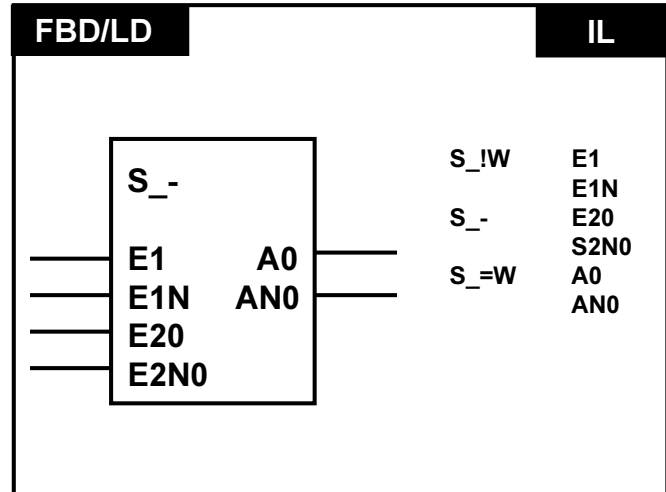 FBD/LD
IL
S_-
E1 A0
E1N AN0
E20
E2N0
S_!W E1
E1N
S_- E20
S2N0
S_=W A0
AN0